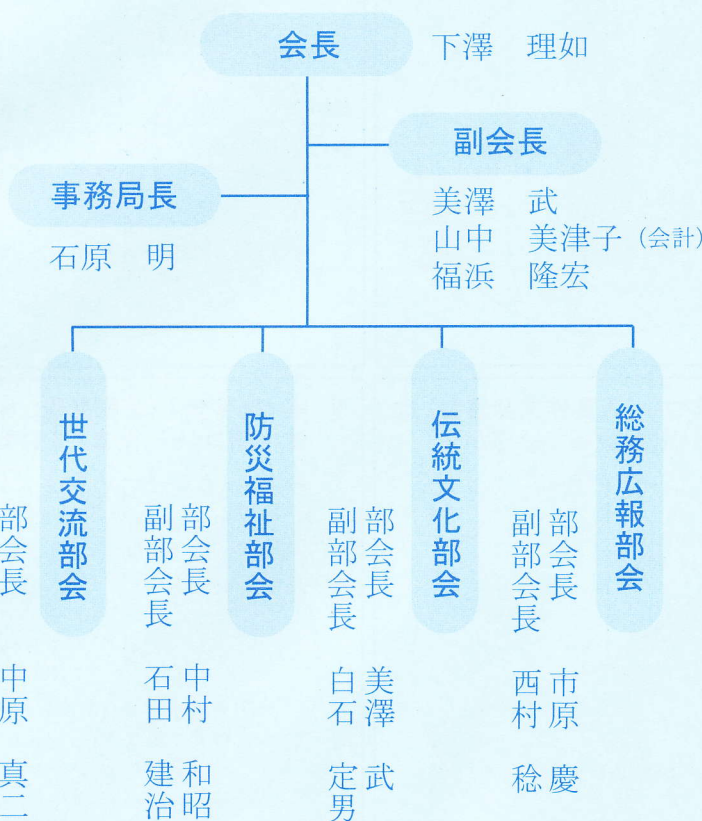 会長
下澤 理如
副会長
美澤 武
山中 美津子 (会計)
福浜 隆宏
事務局長
石原 明
総務広報部会
部会長 市原 慶
副部会長 西村 稔
伝統文化部会
部会長 美澤 武
副部会長 白石 定男
防災福祉部会
部会長 中村 和昭
副部会長 石田 建治
世代交流部会
部会長 中原 真二